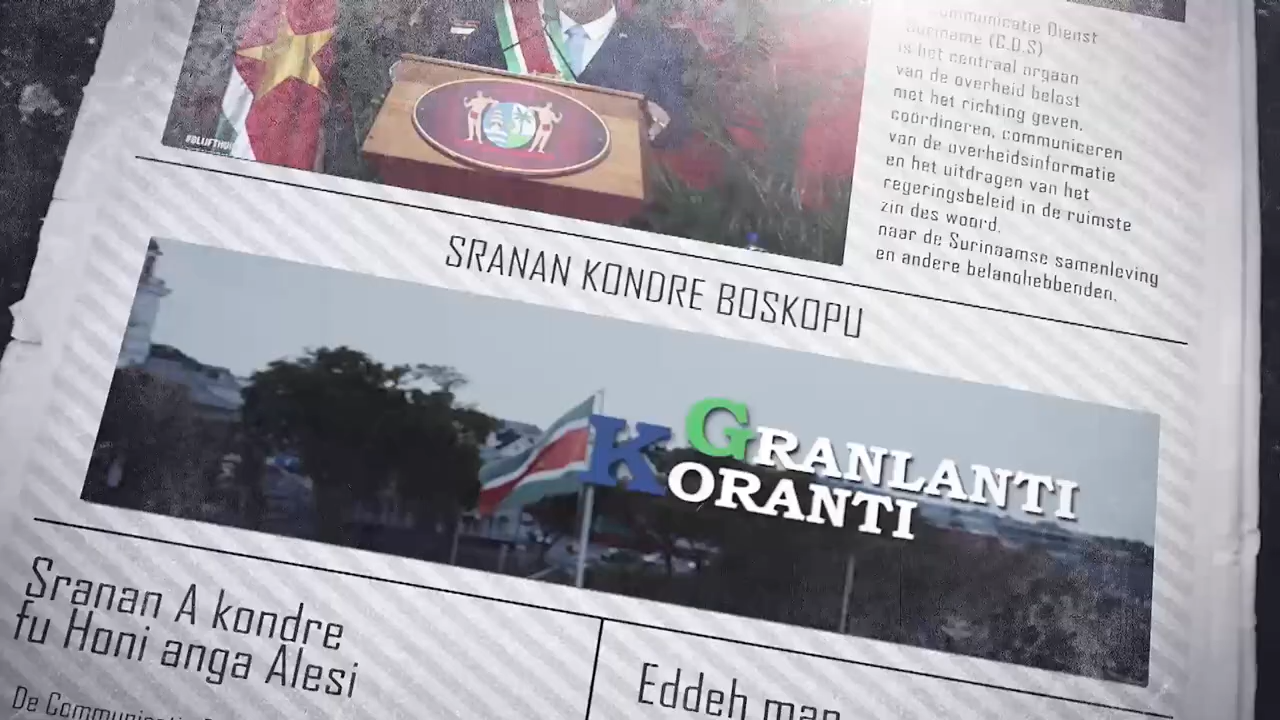 Communicatie Dienst
Suriname (C.D.S)
is het centraal orgaan
van de overheid belast
met het richting geven,
coördineren, communiceren
van de overheidsinformatie
en het uitdragen van het
regeringsbeleid in de ruimste
zin des woord.
naar de Surinaamse samenleving
en andere belanghebbenden.
SRANAN KONDRE BOSKOPU
GRANLANTI
KORANTI
Sranan A kondre
fu Honi anga Alesi
De
Eddeh man